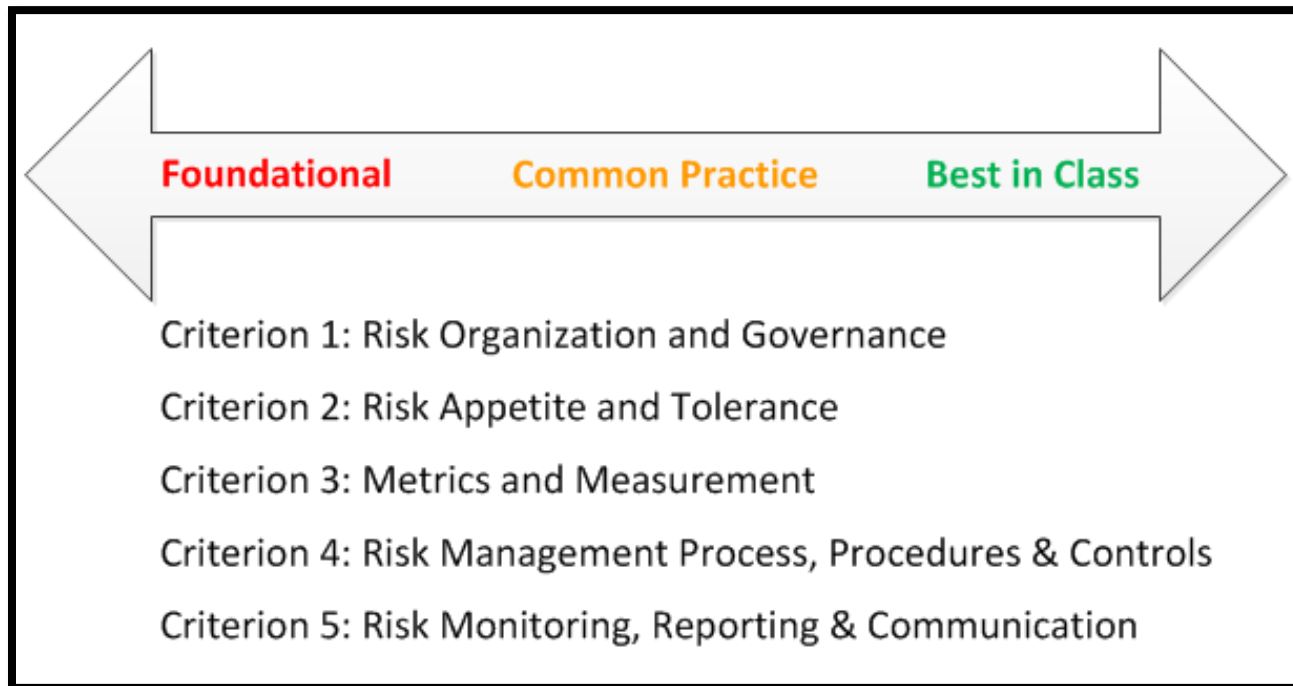 Foundational Common Practice Best in Class
Criterion 1: Risk Organization and Governance
Criterion 2: Risk Appetite and Tolerance
Criterion 3: Metrics and Measurement
Criterion 4: Risk Management Process, Procedures & Controls
Criterion 5: Risk Monitoring, Reporting & Communication